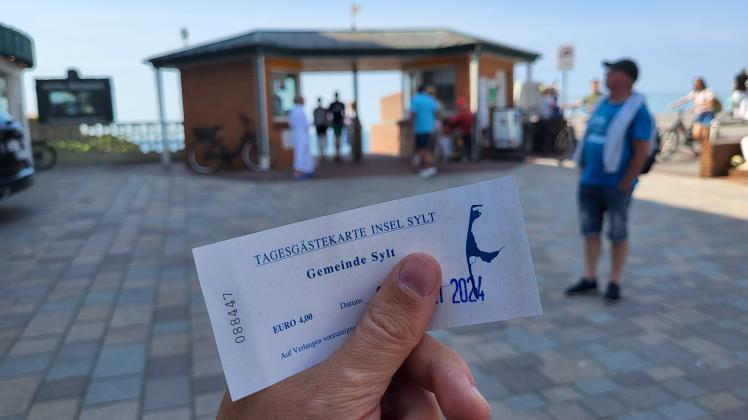 TAGESGÄSTEKARTE INSEL SYLT
Gemeinde Sylt
Datum: 2024
EURO 4,00
Auf Verlangen vorzuzeigen
088447